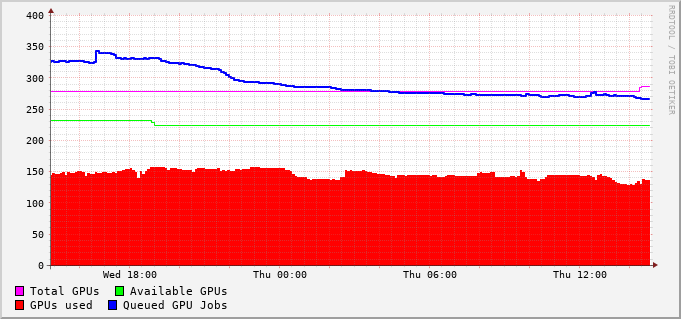 400
350
300
250
200
150
100
50
0
Wed 18:00 Thu 00:00 Thu 06:00 Thu 12:00
Total GPUs Available GPUs
GPUs used Queued GPU Jobs
RRDTOOL / TOBI OETIKER